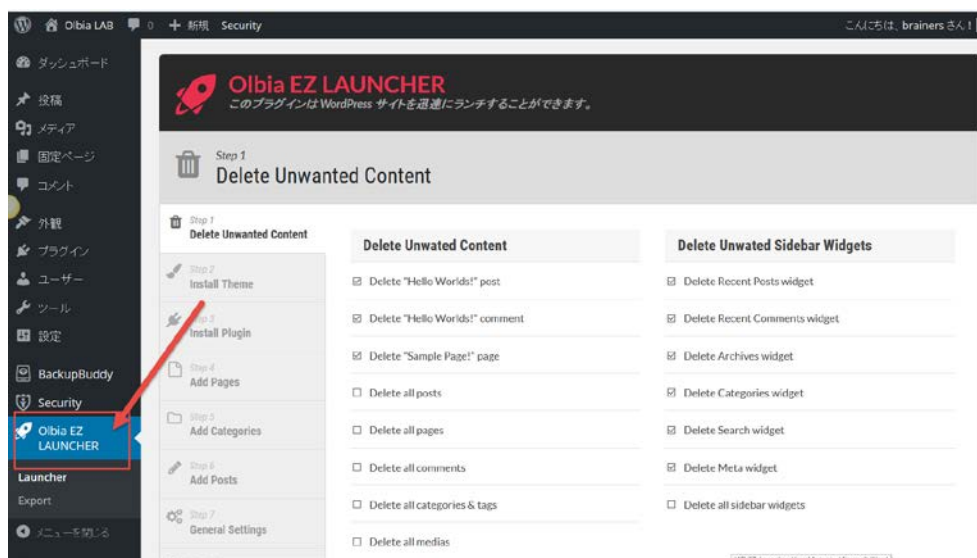 Olbia LAB 0 + 新規 Security
こんにちは、brainers さん!
ダッシュボード
投稿
メディア
固定ページ
コメント
外観
プラグイン
ユーザー
ツール
設定
BackupBuddy
Security
Olbia EZ
LAUNCHER
Launcher
Export
メニューを閉じる
Olbia EZ LAUNCHER
このプラグインは WordPress サイトを迅速にランチすることができます。
Step 1
Delete Unwanted Content
Step 1
Delete Unwanted Content
Step 2
Install Theme
Step 3
Install Plugin
Step 4
Add Pages
Step 5
Add Categories
Step 6
Add Posts
Step 7
General Settings
Delete Unwated Content
Delete "Hello Worlds!" post
Delete "Hello Worlds!" comment
Delete "Sample Page!" page
Delete all posts
Delete all pages
Delete all comments
Delete all categories & tags
Delete all medias
Delete Unwated Sidebar Widgets
Delete Recent Posts widget
Delete Recent Comments widget
Delete Archives widget
Delete Categories widget
Delete Search widget
Delete Meta widget
Delete all sidebar widgets